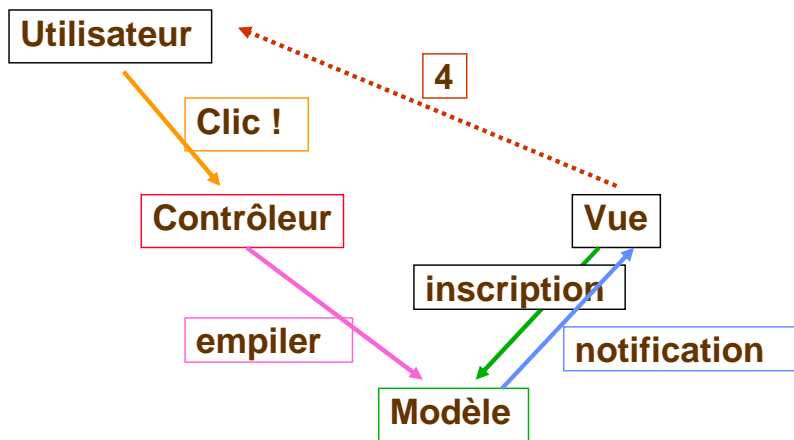 Utilisateur
4
Clic !
Contrôleur
Vue
inscription
empiler
notification
Modèle